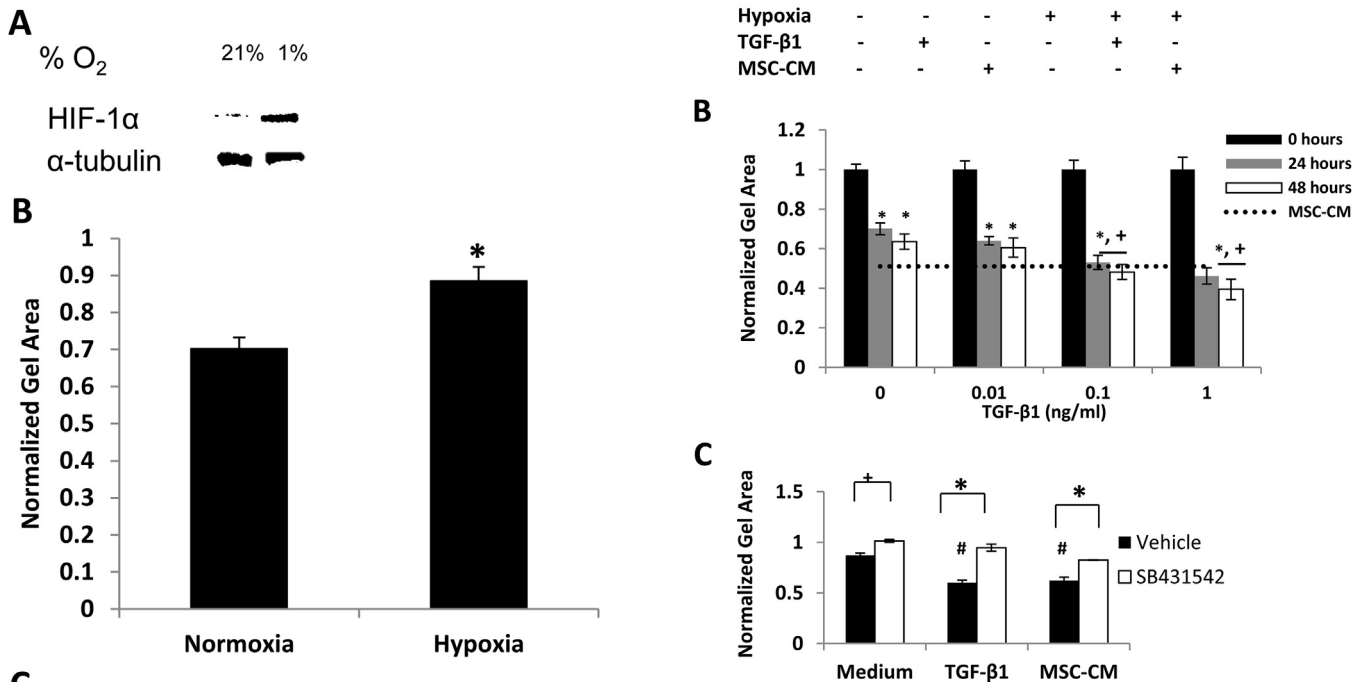 A
% O2 21% 1%
HIF-1α
α-tubulin
B
Normalized Gel Area
1
0.9
0.8
0.7
0.6
0.5
0.4
0.3
0.2
0.1
0
*
Normoxia Hypoxia
Hypoxia - - - + + +
TGF-β1 - + - - + -
MSC-CM - - + - - +
B
Normalized Gel Area
1.2
1
0.8
0.6
0.4
0.2
0
* * * * *, + *, +
0 hours
24 hours
48 hours
MSC-CM
0 0.01 0.1 1
TGF-β1 (ng/ml)
C
Normalized Gel Area
1.5
1
0.5
0
+ * *
# #
Vehicle
SB431542
Medium TGF-β1 MSC-CM